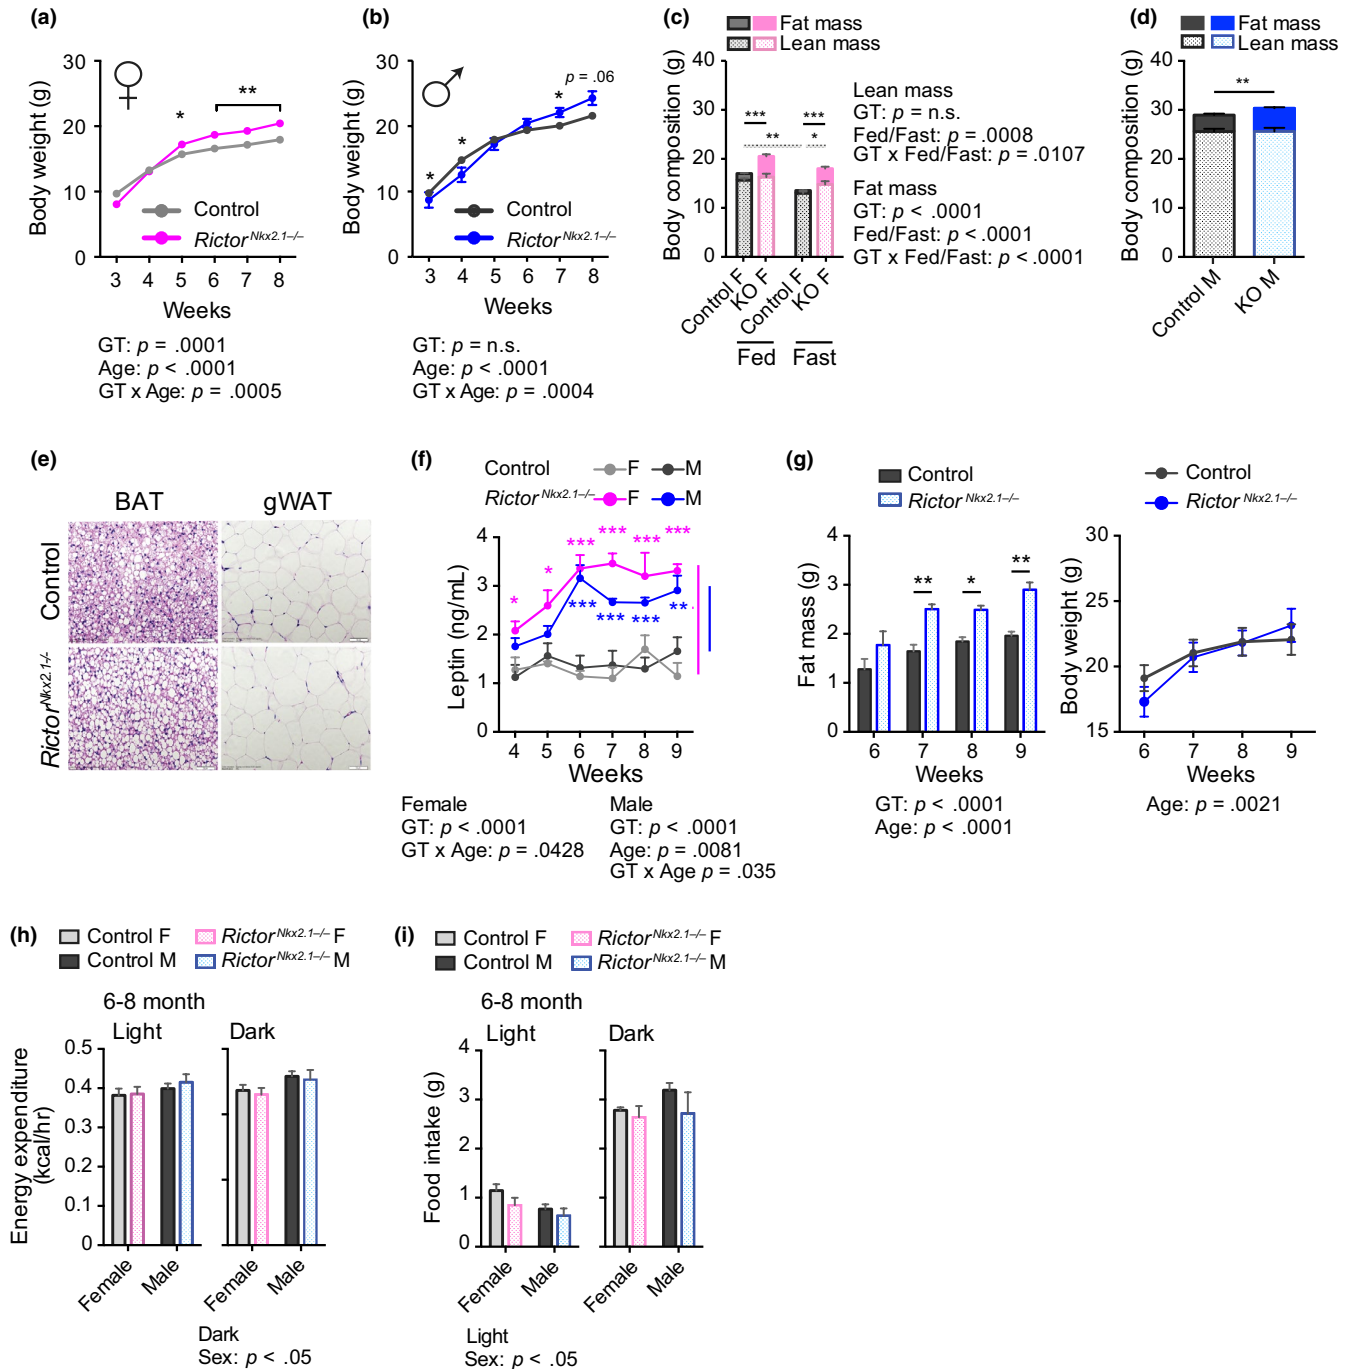 (a)
30
20
10
0
Body weight (g)
*
**
Control
Rictor Nkx2.1–/–
3 4 5 6 7 8
Weeks
GT: p = .0001
Age: p < .0001
GT x Age: p = .0005
(b)
30
20
10
0
Body weight (g)
p = .06
*
*
*
Control
Rictor Nkx2.1–/–
3 4 5 6 7 8
Weeks
GT: p = n.s.
Age: p < .0001
GT x Age: p = .0004
(c)
Fat mass
Lean mass
40
30
20
10
0
Body composition (g)
***
***
**
*
Control F
KO F
Control F
KO F
Fed
Fast
Lean mass
GT: p = n.s.
Fed/Fast: p = .0008
GT x Fed/Fast: p = .0107
Fat mass
GT: p < .0001
Fed/Fast: p < .0001
GT x Fed/Fast: p < .0001
(d)
Fat mass
Lean mass
40
30
20
10
0
Body composition (g)
**
Control M
KO M
(e)
BAT
gWAT
Control
Rictor Nkx2.1-/-
(f)
Control F M
Rictor Nkx2.1–/– F M
4
3
2
1
0
Leptin (ng/mL)
* * *** *** *** ***
*** *** *** **
4 5 6 7 8 9
Weeks
Female
GT: p < .0001
GT x Age: p = .0428
Male
GT: p < .0001
Age: p = .0081
GT x Age p = .035
(g)
Control
Rictor Nkx2.1–/–
4
3
2
1
0
Fat mass (g)
** * **
6 7 8 9
Weeks
GT: p < .0001
Age: p < .0001
Control
Rictor Nkx2.1–/–
30
25
20
15
Body weight (g)
6 7 8 9
Weeks
Age: p = .0021
(h)
Control F
Rictor Nkx2.1–/– F
Control M
Rictor Nkx2.1–/– M
6-8 month
Light
Dark
0.5
0.4
0.3
0.2
0.1
0
Energy expenditure
(kcal/hr)
Female
Male
Female
Male
Dark
Sex: p < .05
(i)
Control F
Rictor Nkx2.1–/– F
Control M
Rictor Nkx2.1–/– M
6-8 month
Light
Dark
4
3
2
1
0
Food intake (g)
Female
Male
Female
Male
Light
Sex: p < .05